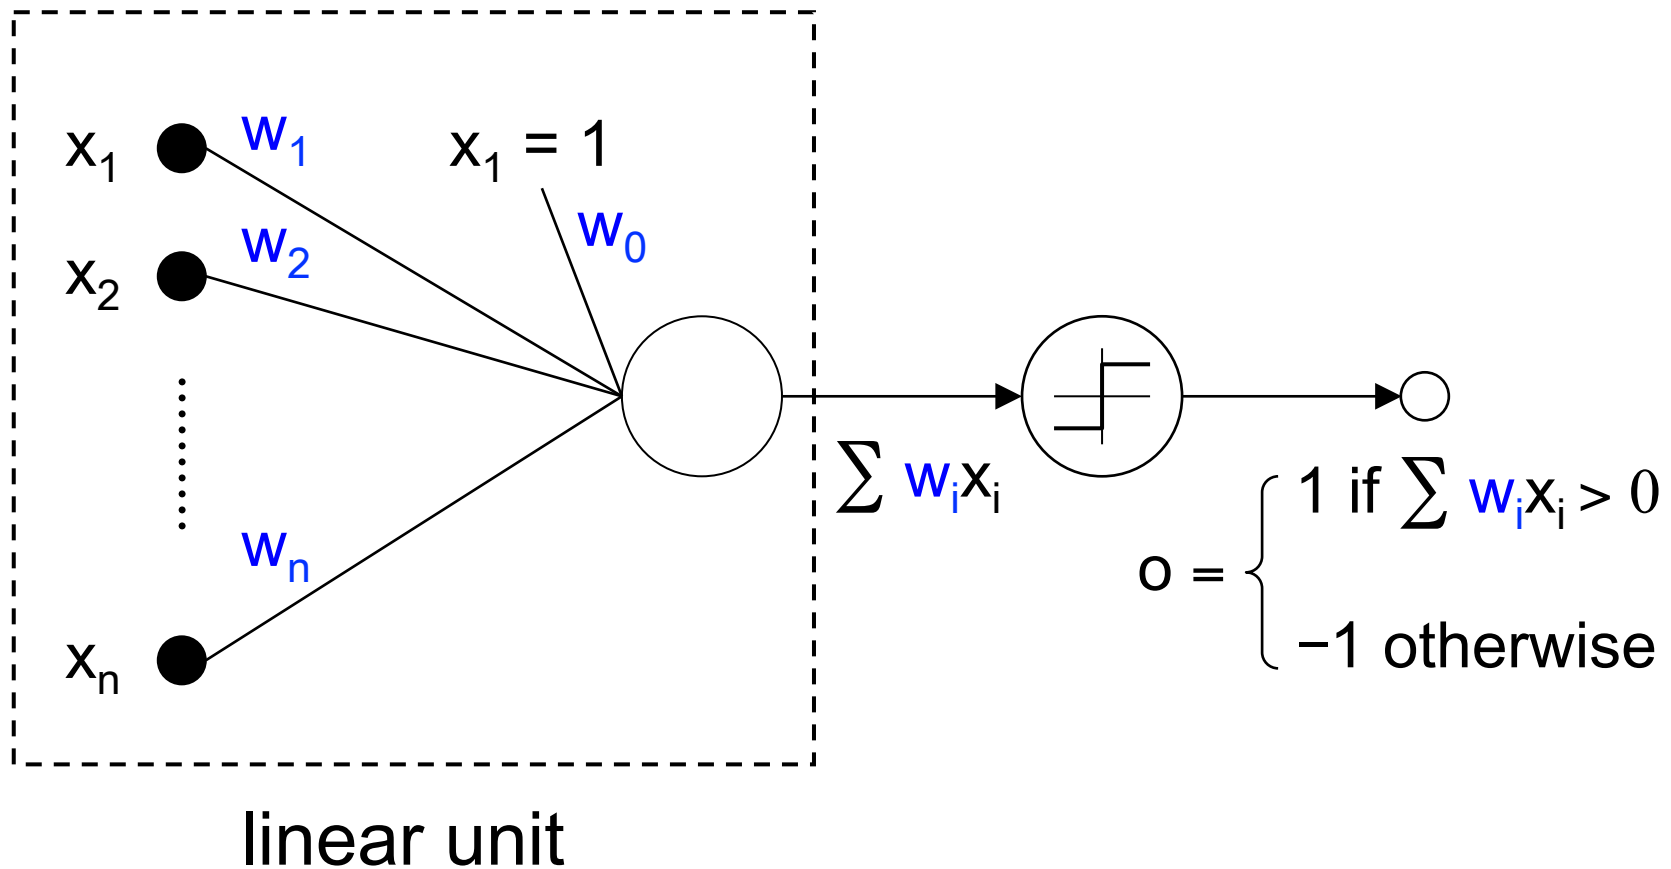 x₁ w₁ x₁ = 1
w₀
x₂ w₂
wₙ
xₙ
∑ wᵢxᵢ
o = { 1 if ∑ wᵢxᵢ > 0
−1 otherwise
linear unit